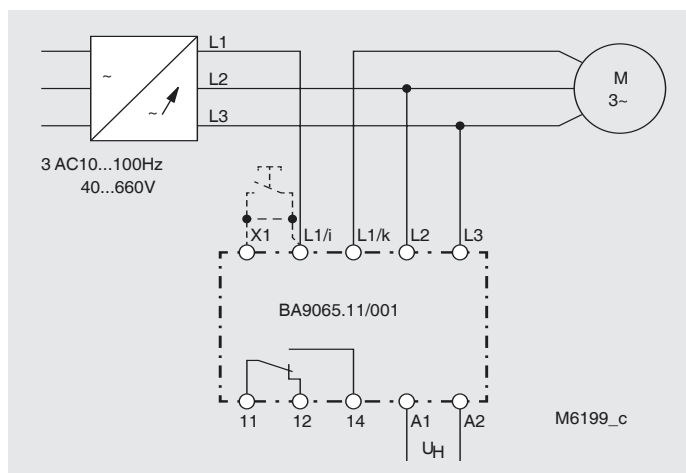 L1
L2
L3
~
~
M
3~
3 AC10...100Hz
40...660V
X1 L1/i L1/k L2 L3
BA9065.11/001
11 12 14 A1 A2
UH
M6199_c